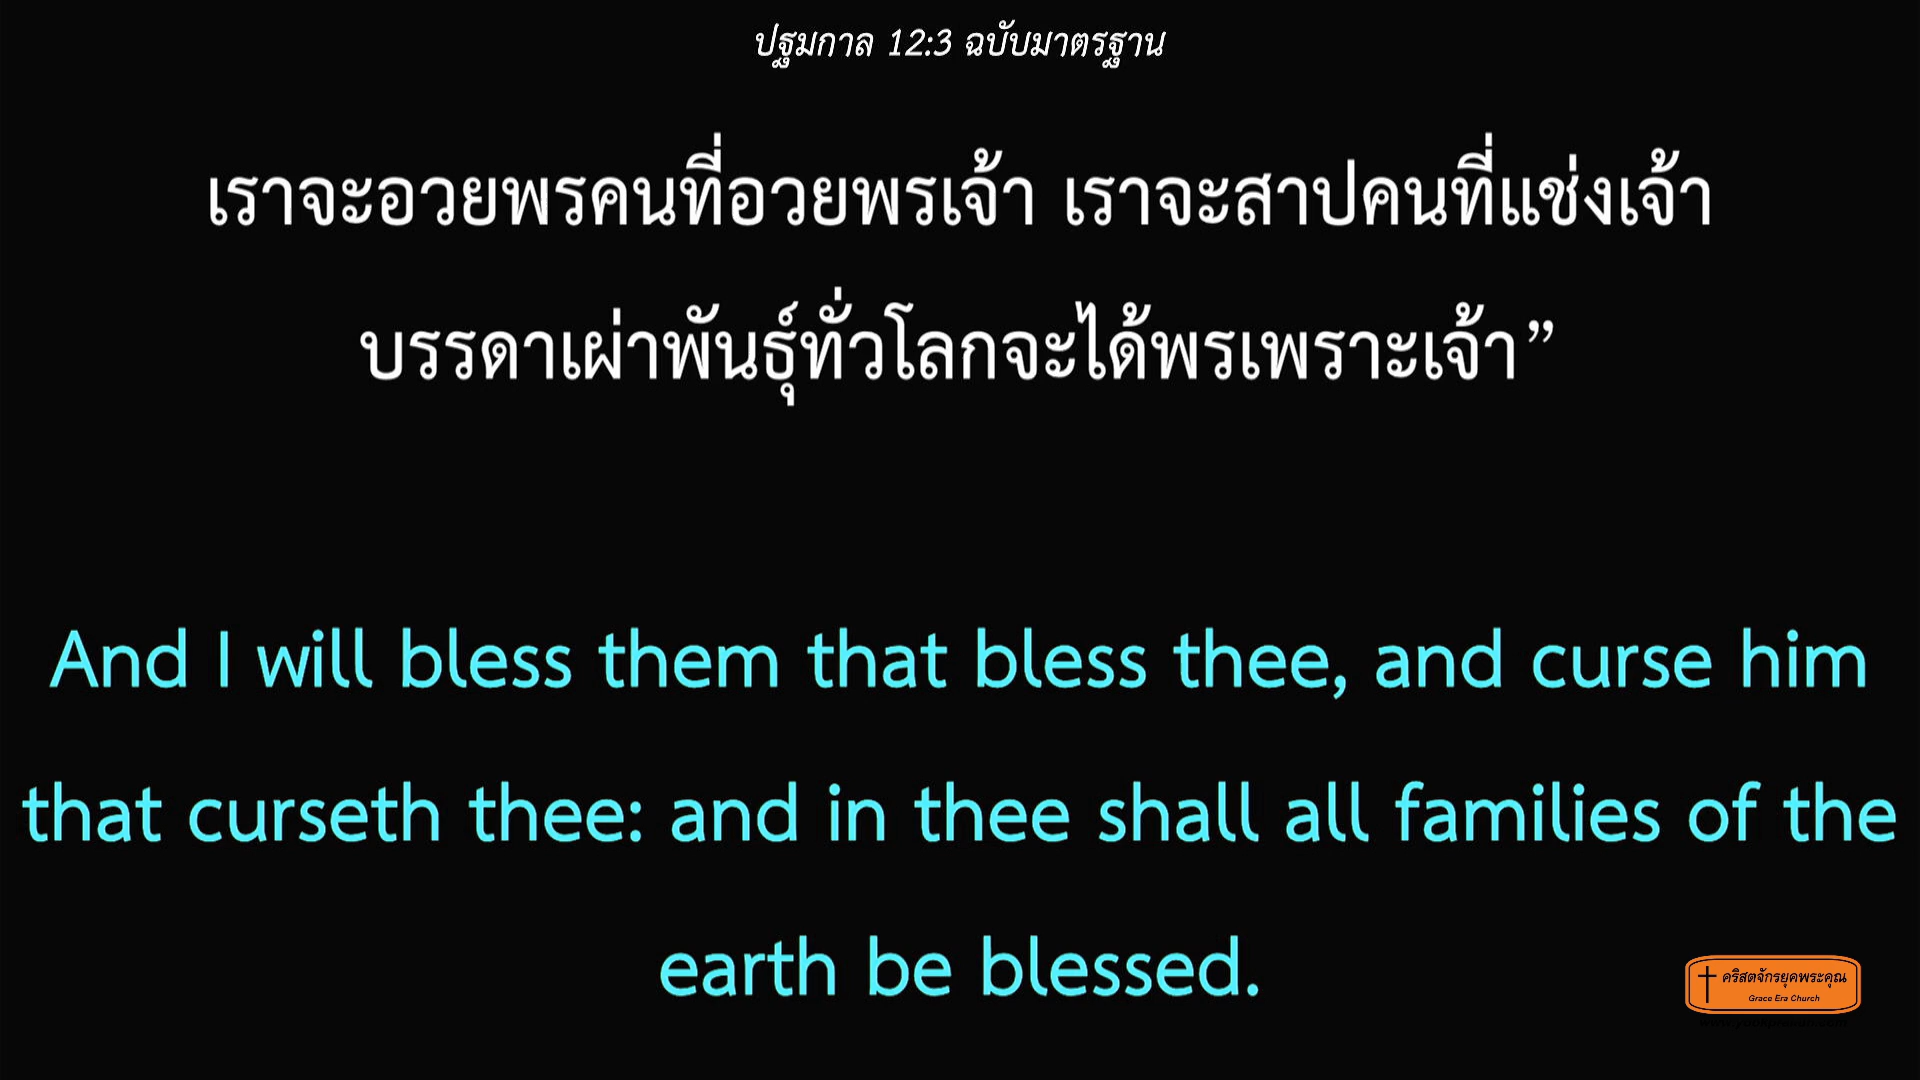 ปฐมกาล 12:3 ฉบับมาตรฐาน
เราจะอวยพรคนที่อวยพรเจ้า เราจะสาปคนที่แช่งเจ้า
บรรดาเผ่าพันธุ์ทั่วโลกจะได้พรเพราะเจ้า”
And I will bless them that bless thee, and curse him
that curseth thee: and in thee shall all families of the
earth be blessed.
คริสตจักรยุคพระคุณ
Grace Era Church